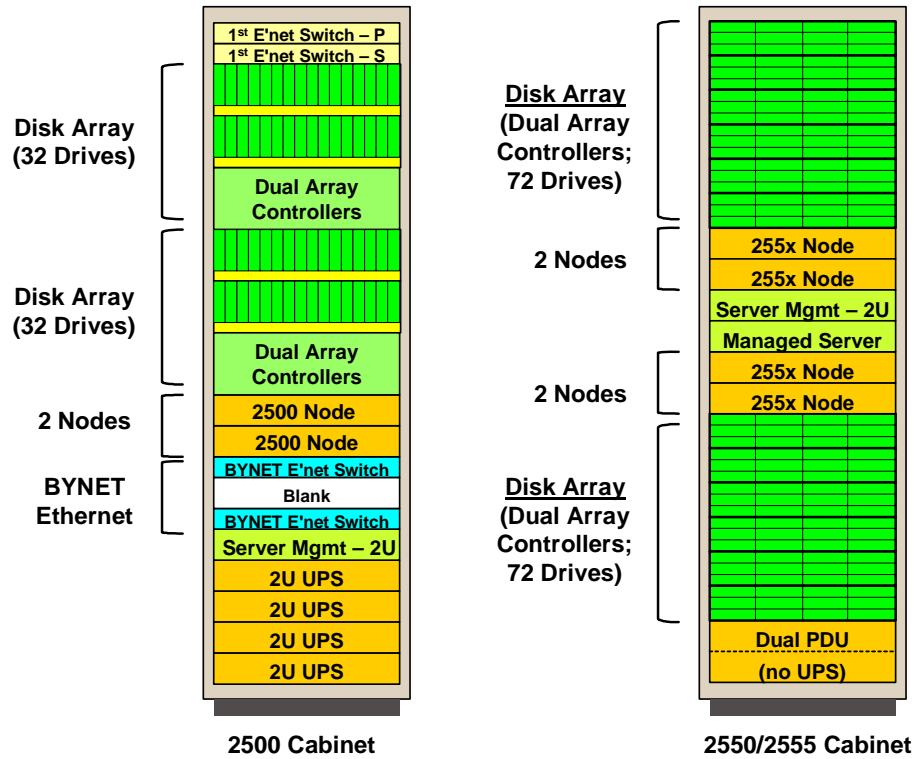 1st E'net Switch – P
1st E'net Switch – S
Disk Array
(32 Drives)
Dual Array
Controllers
Disk Array
(32 Drives)
Dual Array
Controllers
2 Nodes
2500 Node
2500 Node
BYNET
Ethernet
BYNET E'net Switch
Blank
BYNET E'net Switch
Server Mgmt – 2U
2U UPS
2U UPS
2U UPS
2U UPS
2500 Cabinet
Disk Array
(Dual Array
Controllers;
72 Drives)
2 Nodes
255x Node
255x Node
Server Mgmt – 2U
Managed Server
2 Nodes
255x Node
255x Node
Disk Array
(Dual Array
Controllers;
72 Drives)
Dual PDU
(no UPS)
2550/2555 Cabinet